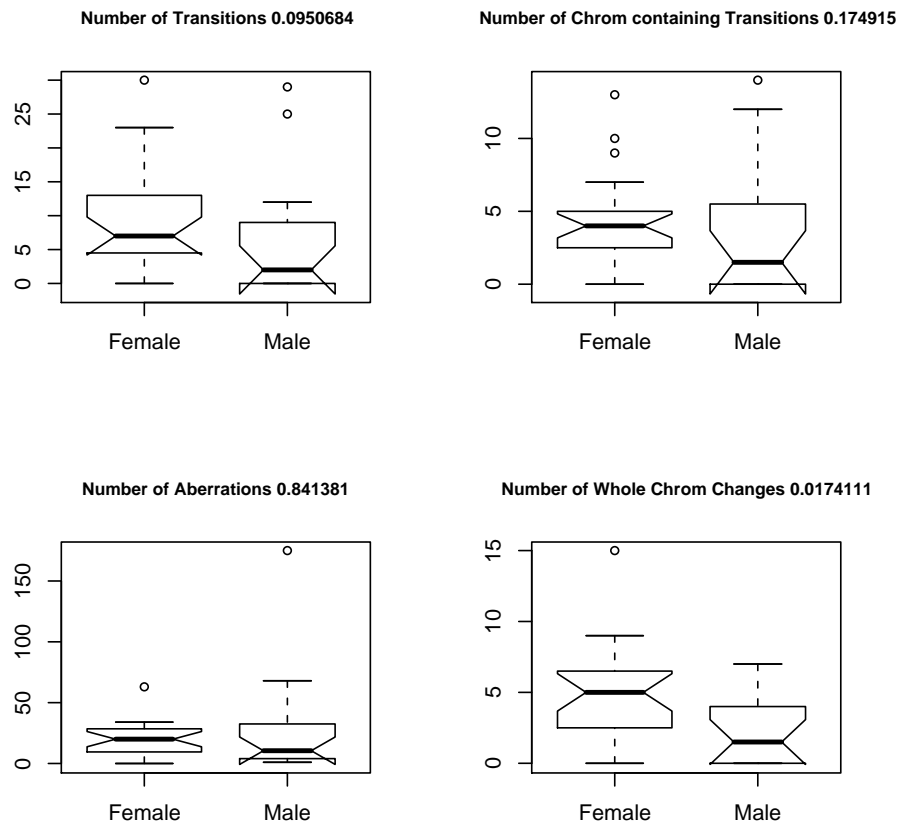 Number of Transitions 0.0950684
0
5
15
25
Female
Male
Number of Chrom containing Transitions 0.174915
0
5
10
Female
Male
Number of Aberrations 0.841381
0
50
100
150
Female
Male
Number of Whole Chrom Changes 0.0174111
0
5
10
15
Female
Male